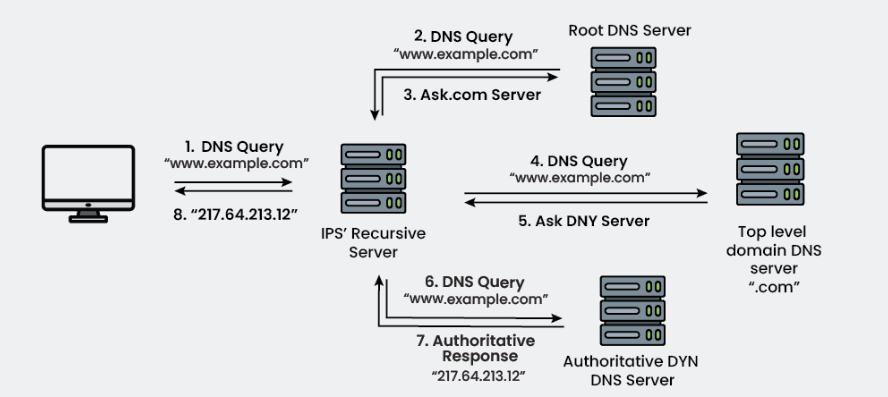 2. DNS Query
“www.example.com”
3. Ask.com Server
Root DNS Server
1. DNS Query
“www.example.com”
8. “217.64.213.12”
IPS’ Recursive
Server
4. DNS Query
“www.example.com”
5. Ask DNY Server
Top level
domain DNS
server
“.com”
6. DNS Query
“www.example.com”
7. Authoritative
Response
“217.64.213.12”
Authoritative DYN
DNS Server